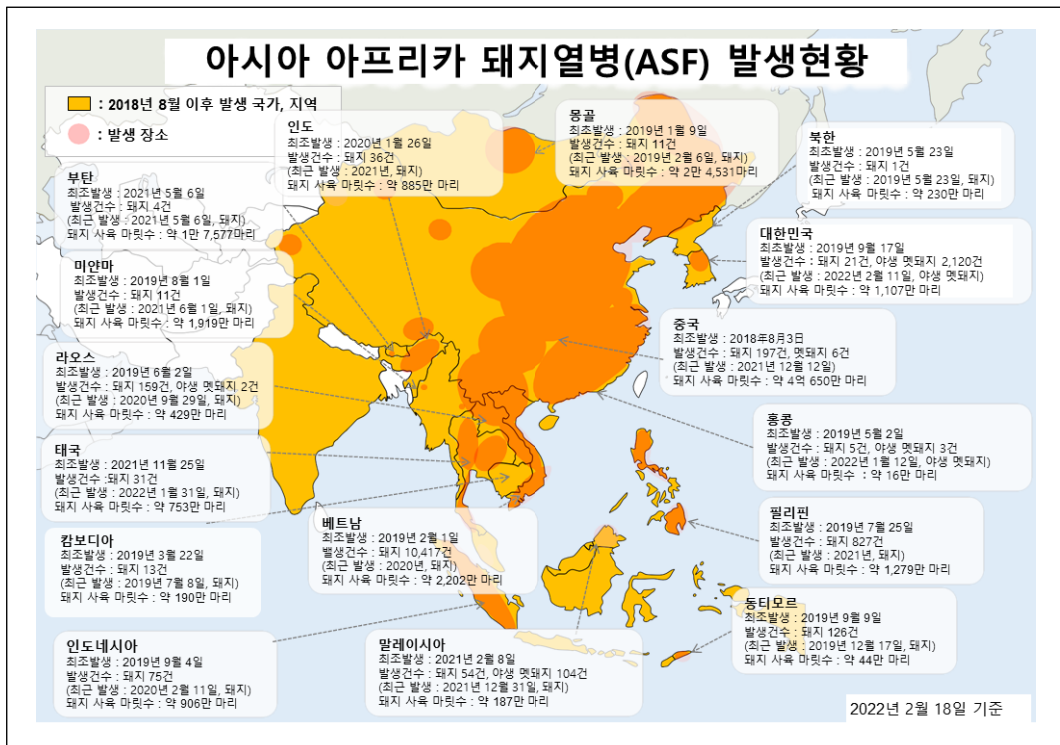 아시아 아프리카 돼지열병(ASF) 발생현황
: 2018년 8월 이후 발생 국가, 지역
: 발생 장소
인도
최초발생 : 2020년 1월 26일
발생건수 : 돼지 36건
(최근 발생 : 2021년, 돼지)
돼지 사육 마릿수 : 약 885만 마리
몽골
최초발생 : 2019년 1월 9일
발생건수 : 돼지 11건
(최근 발생 : 2019년 2월 6일, 돼지)
돼지 사육 마릿수 : 약 2만 4,531마리
북한
최초발생 : 2019년 5월 23일
발생건수 : 돼지 1건
(최근 발생 : 2019년 5월 23일, 돼지)
돼지 사육 마릿수 : 약 230만 마리
부탄
최초발생 : 2021년 5월 6일
발생건수 : 돼지 4건
(최근 발생 : 2021년 5월 6일, 돼지)
돼지 사육 마릿수 : 약 1만 7,577마리
대한민국
최초발생 : 2019년 9월 17일
발생건수 : 돼지 21건, 야생 멧돼지 2,120건
(최근 발생 : 2022년 2월 11일, 야생 멧돼지)
돼지 사육 마릿수 : 약 1,107만 마리
미얀마
최초발생 : 2019년 8월 1일
발생건수 : 돼지 11건
(최근 발생 : 2021년 6월 1일, 돼지)
돼지 사육 마릿수 : 약 1,919만 마리
중국
최초발생 : 2018年8月3日
발생건수 : 돼지 197건, 멧돼지 6건
(최근 발생 : 2021년 12월 12일)
돼지 사육 마릿수 : 약 4억 650만 마리
라오스
최초발생 : 2019년 6월 2일
발생건수 : 돼지 159건, 야생 멧돼지 2건
(최근 발생 : 2020년 9월 29일, 돼지)
돼지 사육 마릿수 : 약 429만 마리
홍콩
최초발생 : 2019년 5월 2일
발생건수 : 돼지 5건, 야생 멧돼지 3건
(최근 발생 : 2022년 1월 12일, 야생 멧돼지)
돼지 사육 마릿수 : 약 16만 마리
태국
최초발생 : 2021년 11월 25일
발생건수 : 돼지 31건
(최근 발생 : 2022년 1월 31일, 돼지)
돼지 사육 마릿수 : 약 753만 마리
필리핀
최초발생 : 2019년 7월 25일
발생건수 : 돼지 827건
(최근 발생 : 2021년, 돼지)
돼지 사육 마릿수 : 약 1,279만 마리
베트남
최초발생 : 2019년 2월 1일
밸생건수 : 돼지 10,417건
(최근 발생 : 2020년, 돼지)
돼지 사육 마릿수 : 약 2,202만 마리
캄보디아
최초발생 : 2019년 3월 22일
발생건수 : 돼지 13건
(최근 발생 : 2019년 7월 8일, 돼지)
돼지 사육 마릿수 : 약 190만 마리
동티모르
최초발생 : 2019년 9월 9일
발생건수 : 돼지 126건
(최근 발생 : 2019년 12월 17일, 돼지)
돼지 사육 마릿수 : 약 44만 마리
인도네시아
최초발생 : 2019년 9월 4일
발생건수 : 돼지 75건
(최근 발생 : 2020년 2월 11일, 돼지)
돼지 사육 마릿수 : 약 906만 마리
말레이시아
최초발생 : 2021년 2월 8일
발생건수 : 돼지 54건, 야생 멧돼지 104건
(최근 발생 : 2021년 12월 31일, 돼지)
돼지 사육 마릿수 : 약 187만 마리
2022년 2월 18일 기준